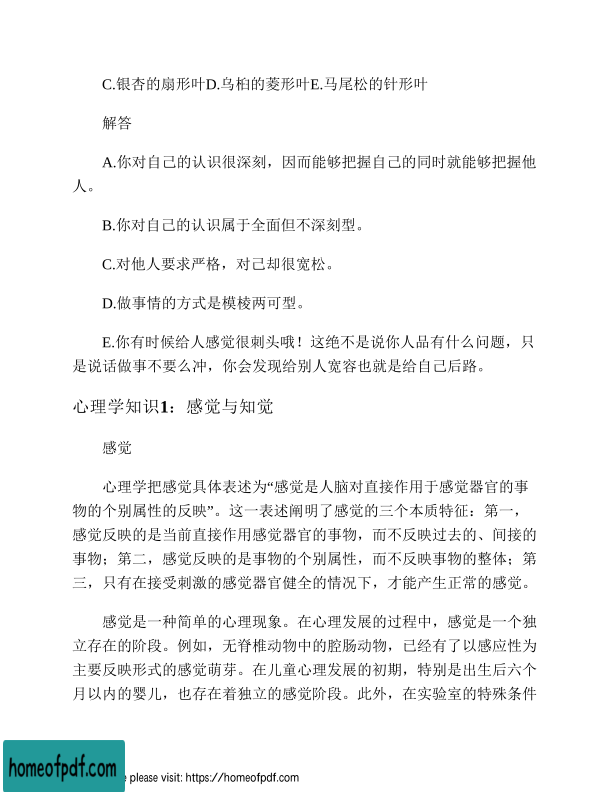 C.银杏的扇形叶D.乌桕的菱形叶E.马尾松的针形叶
解答
A.你对自己的认识很深刻，因而能够把握自己的同时就能够把握他
人。
B.你对自己的认识属于全面但不深刻型。
C.对他人要求严格，对己却很宽松。
D.做事情的方式是模棱两可型。
E.你有时候给人感觉很刺头哦！这绝不是说你人品有什么问题，只
是说话做事不要么冲，你会发现给别人宽容也就是给自己后路。
心理学知识1：感觉与知觉
感觉
心理学把感觉具体表述为“感觉是人脑对直接作用于感觉器官的事
物的个别属性的反映”。这一表述阐明了感觉的三个本质特征：第一，
感觉反映的是当前直接作用感觉器官的事物，而不反映过去的、间接的
事物；第二，感觉反映的是事物的个别属性，而不反映事物的整体；第
三，只有在接受刺激的感觉器官健全的情况下，才能产生正常的感觉。
感觉是一种简单的心理现象。在心理发展的过程中，感觉是一个独
立存在的阶段。例如，无脊椎动物中的腔肠动物，已经有了以感应性为
主要反映形式的感觉萌芽。在儿童心理发展的初期，特别是出生后六个
月以内的婴儿，也存在着独立的感觉阶段。此外，在实验室的特殊条件
homeofpdf.com
please visit: https://homeofpdf.com